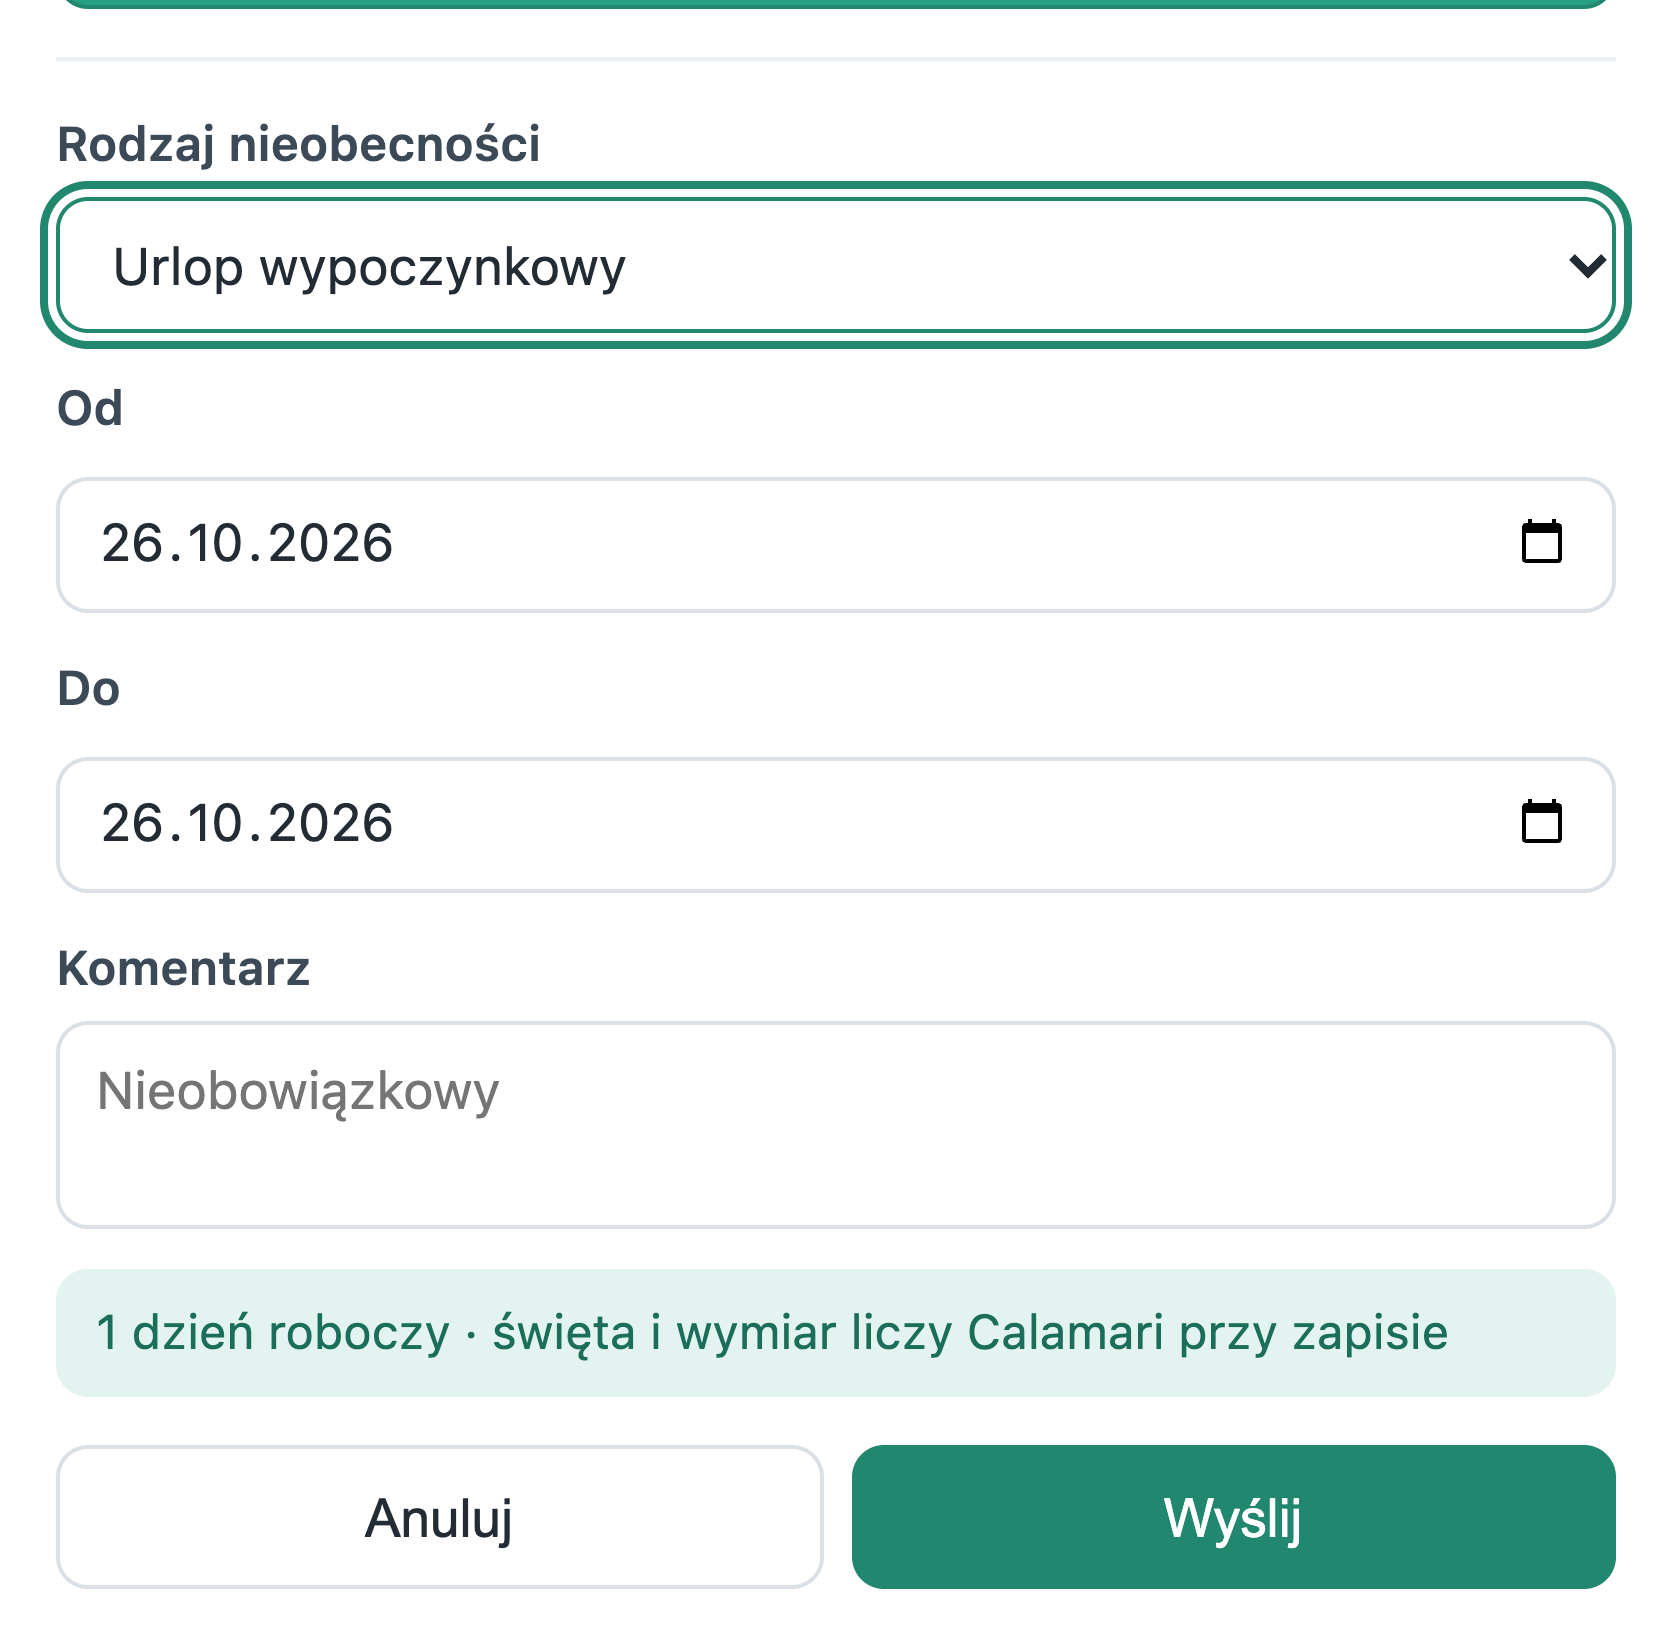 Rodzaj nieobecności
Urlop wypoczynkowy
Od
26.10.2026
Do
26.10.2026
Komentarz
Nieobowiązkowy
1 dzień roboczy · święta i wymiar liczy Calamari przy zapisie
Anuluj
Wyślij